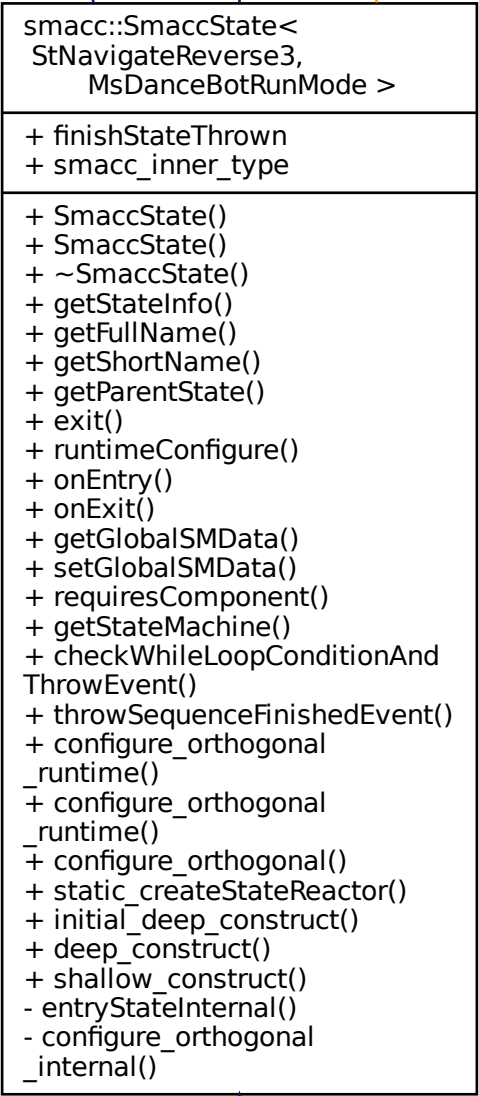 smacc::SmaccState<
StNavigateReverse3,
MsDanceBotRunMode >
+ finishStateThrown
+ smacc_inner_type
+ SmaccState()
+ SmaccState()
+ ~SmaccState()
+ getStateInfo()
+ getFullName()
+ getShortName()
+ getParentState()
+ exit()
+ runtimeConfigure()
+ onEntry()
+ onExit()
+ getGlobalSMData()
+ setGlobalSMData()
+ requiresComponent()
+ getStateMachine()
+ checkWhileLoopConditionAnd
ThrowEvent()
+ throwSequenceFinishedEvent()
+ configure_orthogonal
_runtime()
+ configure_orthogonal
_runtime()
+ configure_orthogonal()
+ static_createStateReactor()
+ initial_deep_construct()
+ deep_construct()
+ shallow_construct()
- entryStateInternal()
- configure_orthogonal
_internal()